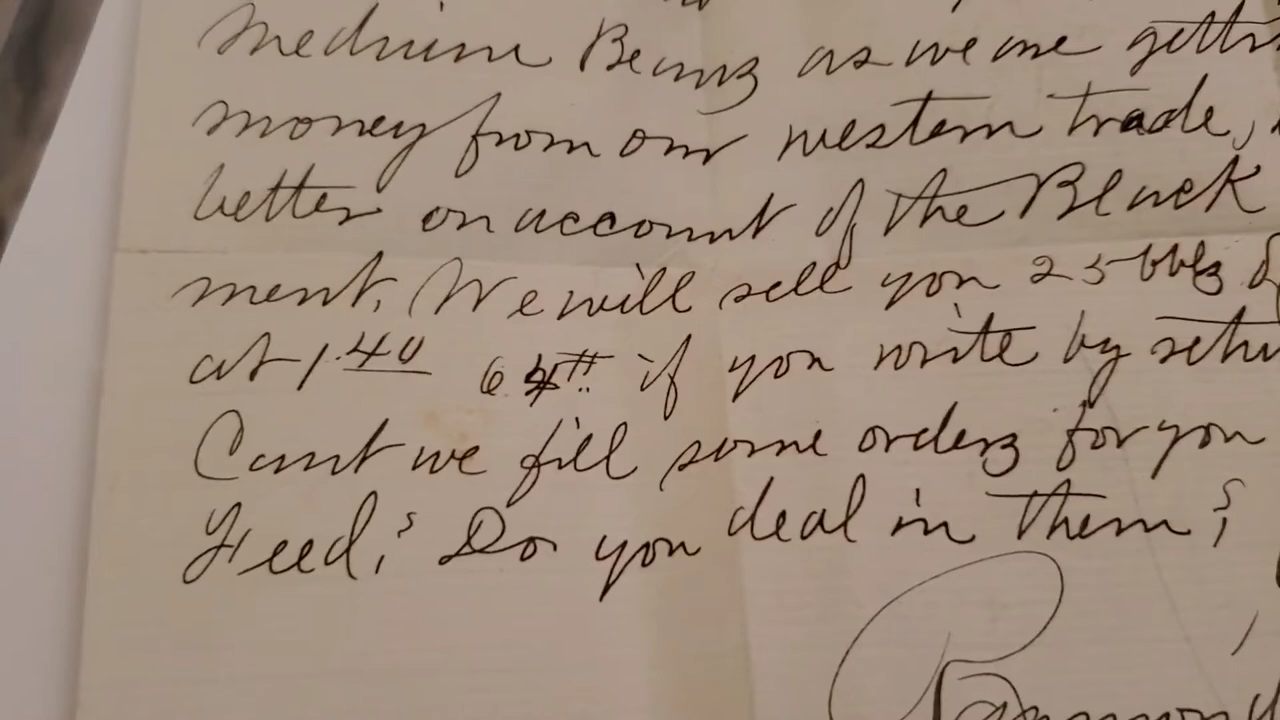 Medium Beans as we are gettin
money from our western trade,
better on account of the Black
ment. We will sell you 25 bbls
at 1.40 if you write by retu
Cant we fill some orders for you
Feed? Do you deal in them?